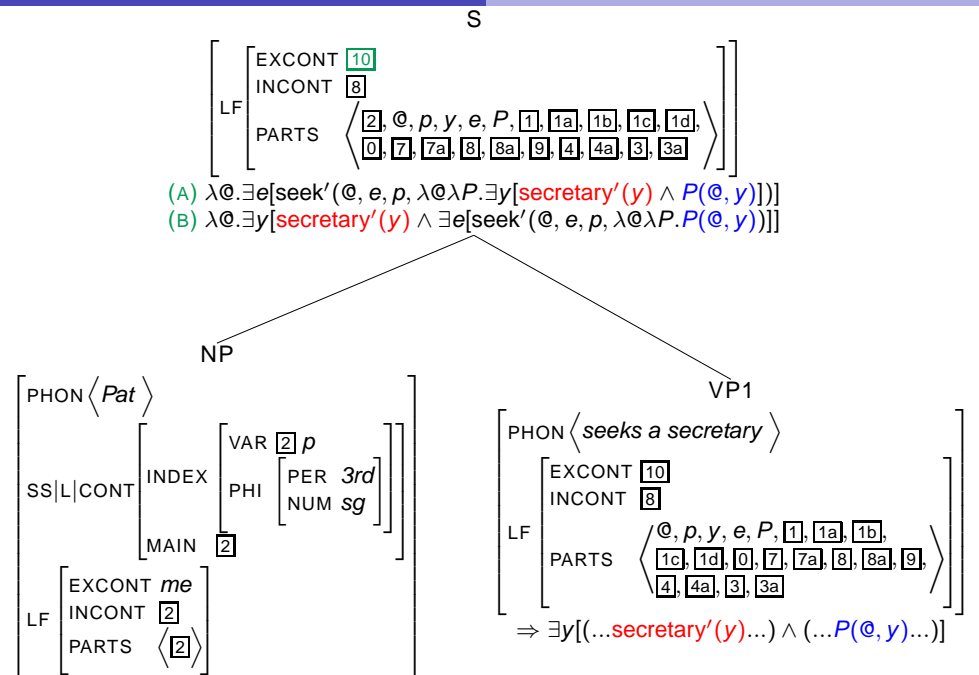 S
EXCONT 10
INCONT 8
LF
PARTS ⟨ 2, @, p, y, e, P, 1, 1a, 1b, 1c, 1d,
0, 7, 7a, 8, 8a, 9, 4, 4a, 3, 3a ⟩
(A) λ@.∃e[seek′(@, e, p, λ@λP.∃y[secretary′(y) ∧ P(@, y)])]
(B) λ@.∃y[secretary′(y) ∧ ∃e[seek′(@, e, p, λ@λP.P(@, y))]]
NP
PHON ⟨ Pat ⟩
SS|L|CONT
INDEX
VAR 2 p
PHI
PER 3rd
NUM sg
MAIN 2
LF
EXCONT me
INCONT 2
PARTS ⟨ 2 ⟩
VP1
PHON ⟨ seeks a secretary ⟩
LF
EXCONT 10
INCONT 8
PARTS ⟨ @, p, y, e, P, 1, 1a, 1b,
1c, 1d, 0, 7, 7a, 8, 8a, 9,
4, 4a, 3, 3a ⟩
⇒ ∃y[(...secretary′(y)...) ∧ (...P(@, y)...)]